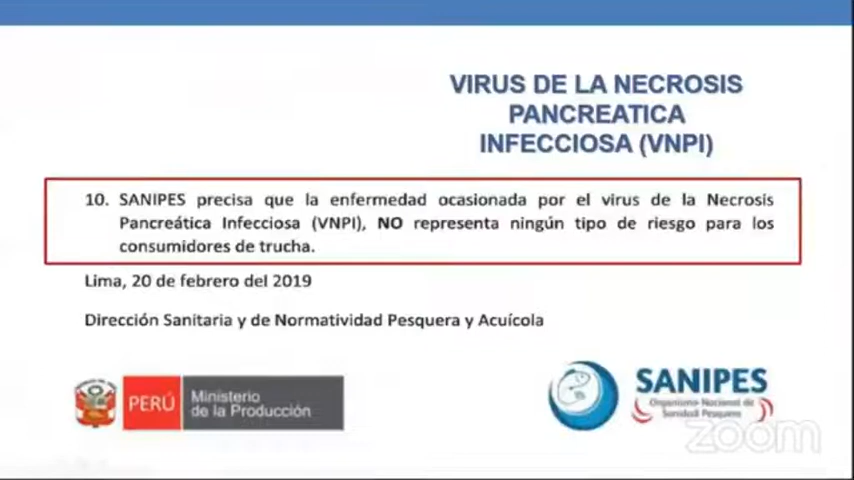 VIRUS DE LA NECROSIS
PANCREATICA
INFECCIOSA (VNPI)
10. SANIPES precisa que la enfermedad ocasionada por el virus de la Necrosis
Pancreática Infecciosa (VNPI), NO representa ningún tipo de riesgo para los
consumidores de trucha.
Lima, 20 de febrero del 2019
Dirección Sanitaria y de Normatividad Pesquera y Acuícola
PERÚ
Ministerio
de la Producción
SANIPES
Organismo Nacional de
Sanidad Pesquera
zoom